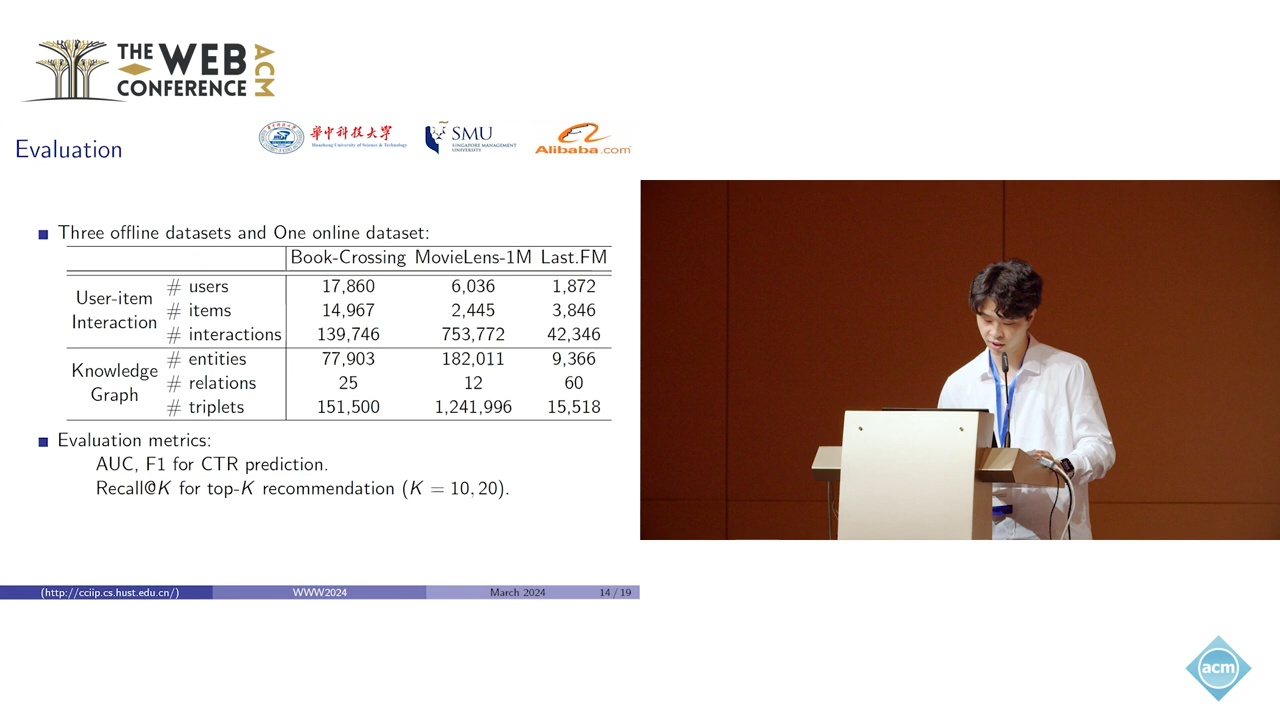 THE WEB
CONFERENCE
ACM
Evaluation
華中科技大学
Huazhong University of Science & Technology
SMU
SINGAPORE MANAGEMENT
UNIVERSITY
Alibaba.com
Three offline datasets and One online dataset:
Book-Crossing MovieLens-1M Last.FM
User-item Interaction
# users 17,860 6,036 1,872
# items 14,967 2,445 3,846
# interactions 139,746 753,772 42,346
Knowledge Graph
# entities 77,903 182,011 9,366
# relations 25 12 60
# triplets 151,500 1,241,996 15,518
Evaluation metrics:
AUC, F1 for CTR prediction.
Recall@K for top-K recommendation (K = 10, 20).
(http://cciip.cs.hust.edu.cn/) WWW2024 March 2024 14 / 19
acm